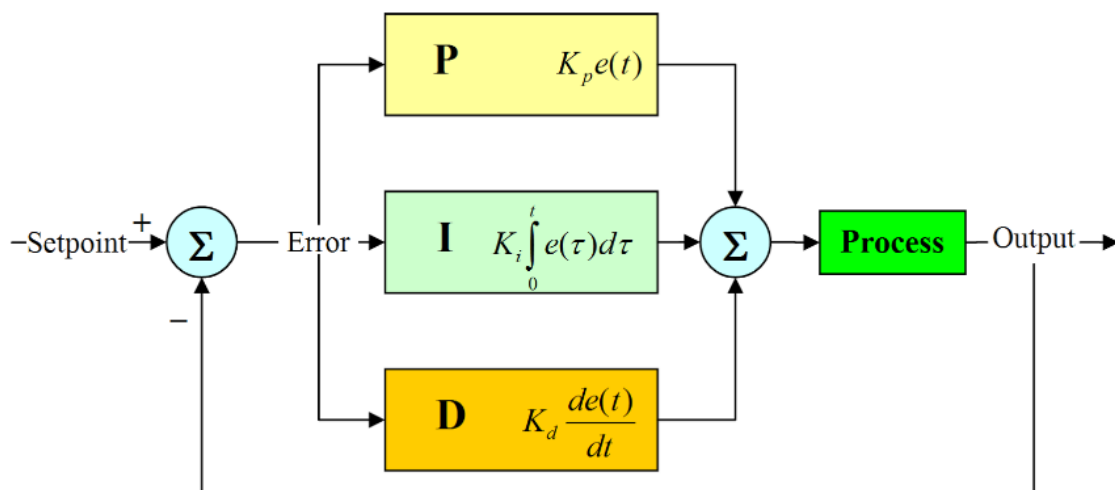 P K_p e(t)
+
–Setpoint Σ Error I K_i ∫_0^t e(τ)dτ Σ Process Output
–
D K_d de(t)/dt